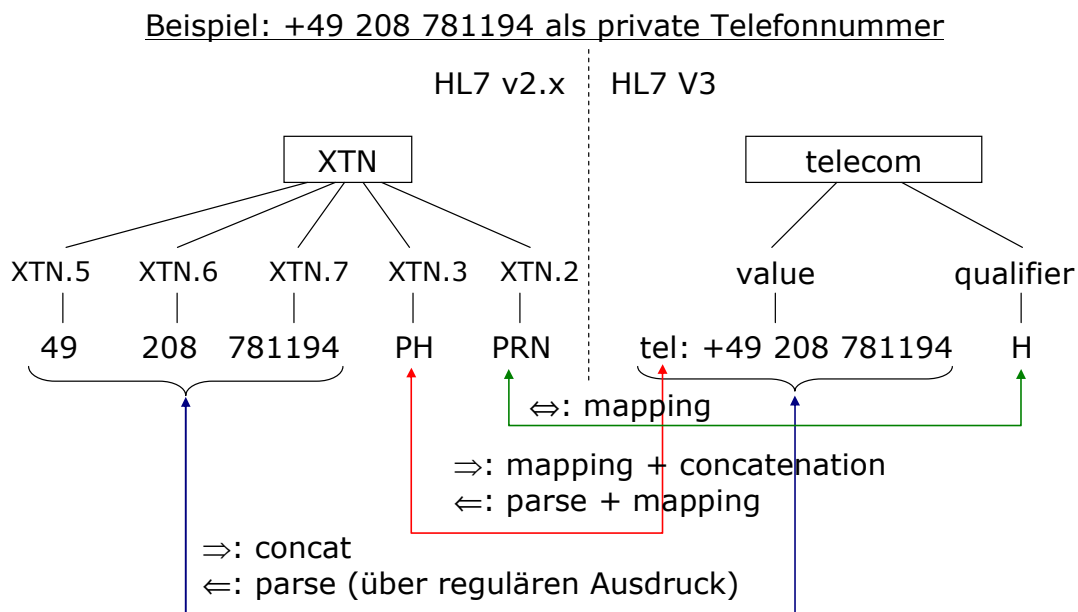 Beispiel: +49 208 781194 als private Telefonnummer
HL7 v2.x HL7 V3
XTN telecom
XTN.5 XTN.6 XTN.7 XTN.3 XTN.2 value qualifier
49 208 781194 PH PRN tel: +49 208 781194 H
⇔: mapping
⇒: mapping + concatenation
⇐: parse + mapping
⇒: concat
⇐: parse (über regulären Ausdruck)